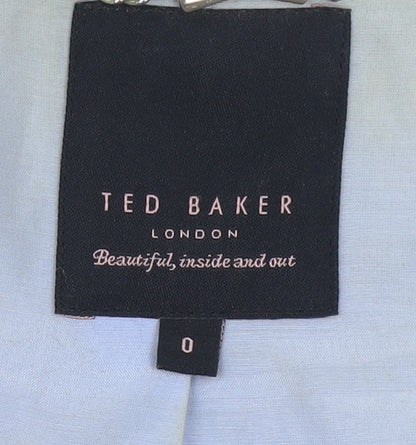 TED BAKER
LONDON
Beautiful, inside and out
0